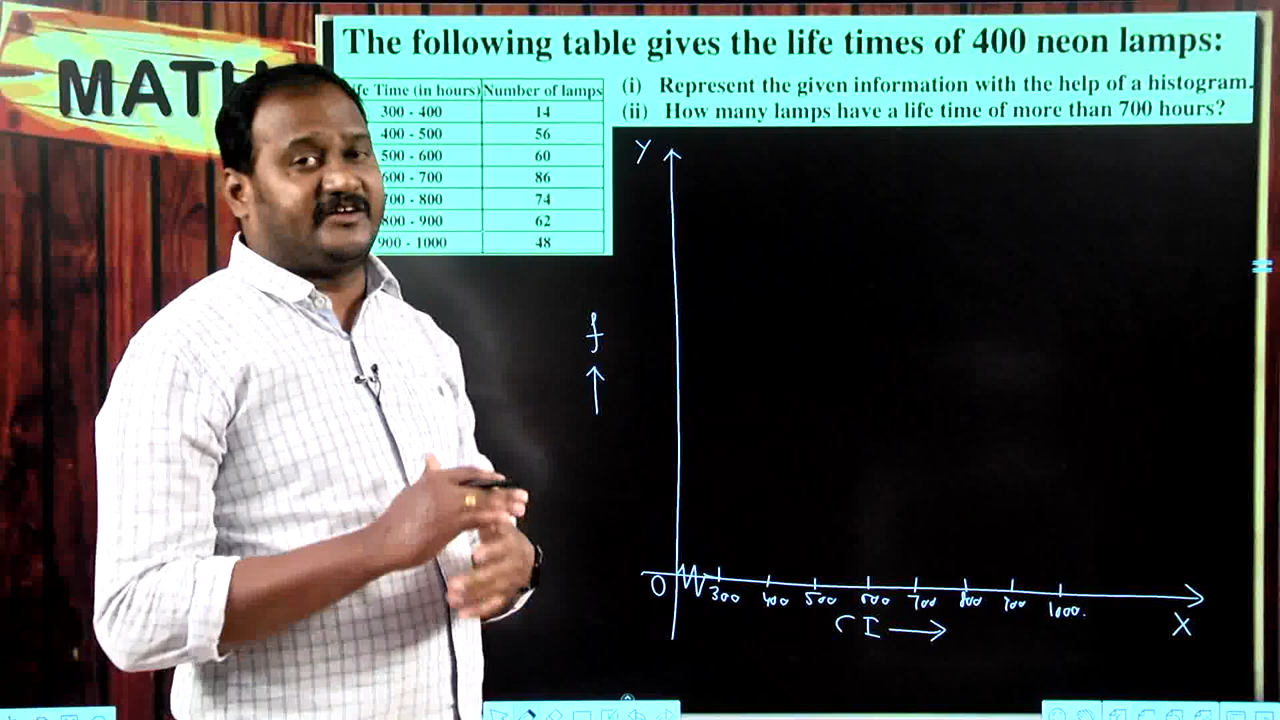 MATH
The following table gives the life times of 400 neon lamps:
Time (in hours) Number of lamps
300 - 400 14
400 - 500 56
500 - 600 60
600 - 700 86
700 - 800 74
800 - 900 62
900 - 1000 48
(i) Represent the given information with the help of a histogram.
(ii) How many lamps have a life time of more than 700 hours?
Y
f
O
300 400 500 600 700 800 900 1000.
C I
X